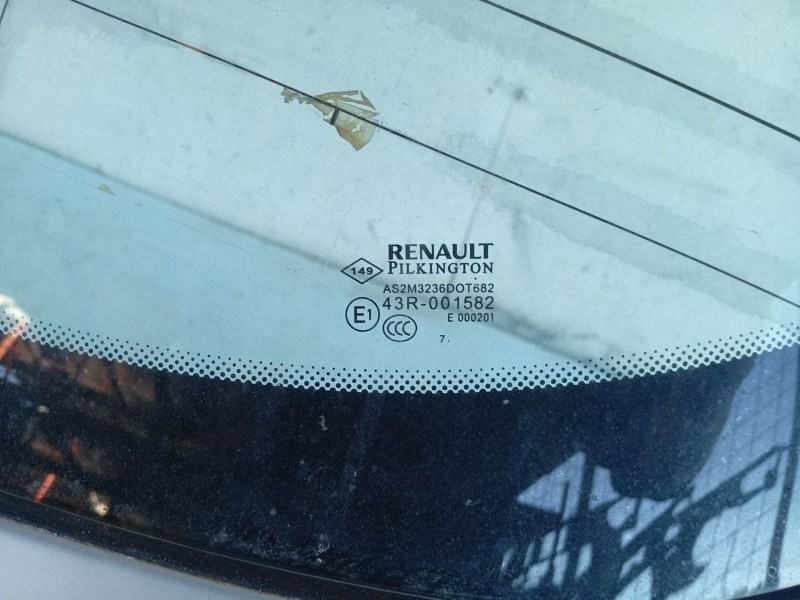 RENAULT
149 PILKINGTON
AS2M3236DOT682
E1 43R-001582
CCC E 000201
7.